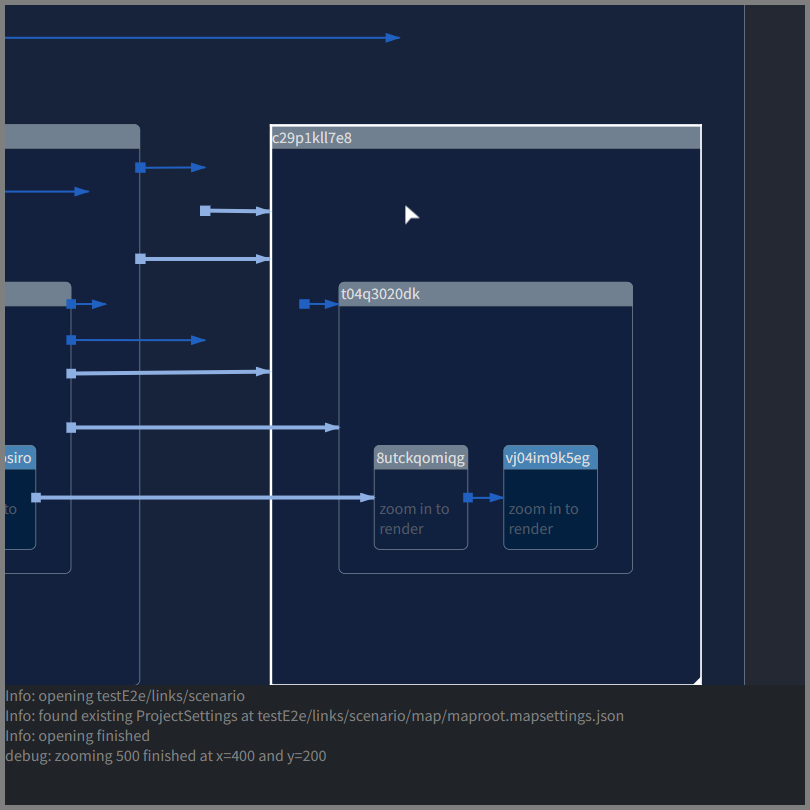 c29p1kll7e8
t04q3020dk
siro
8utckqomiqg
vj04im9k5eg
to
zoom in to
render
zoom in to
render
Info: opening testE2e/links/scenario
Info: found existing ProjectSettings at testE2e/links/scenario/map/maproot.mapsettings.json
Info: opening finished
debug: zooming 500 finished at x=400 and y=200